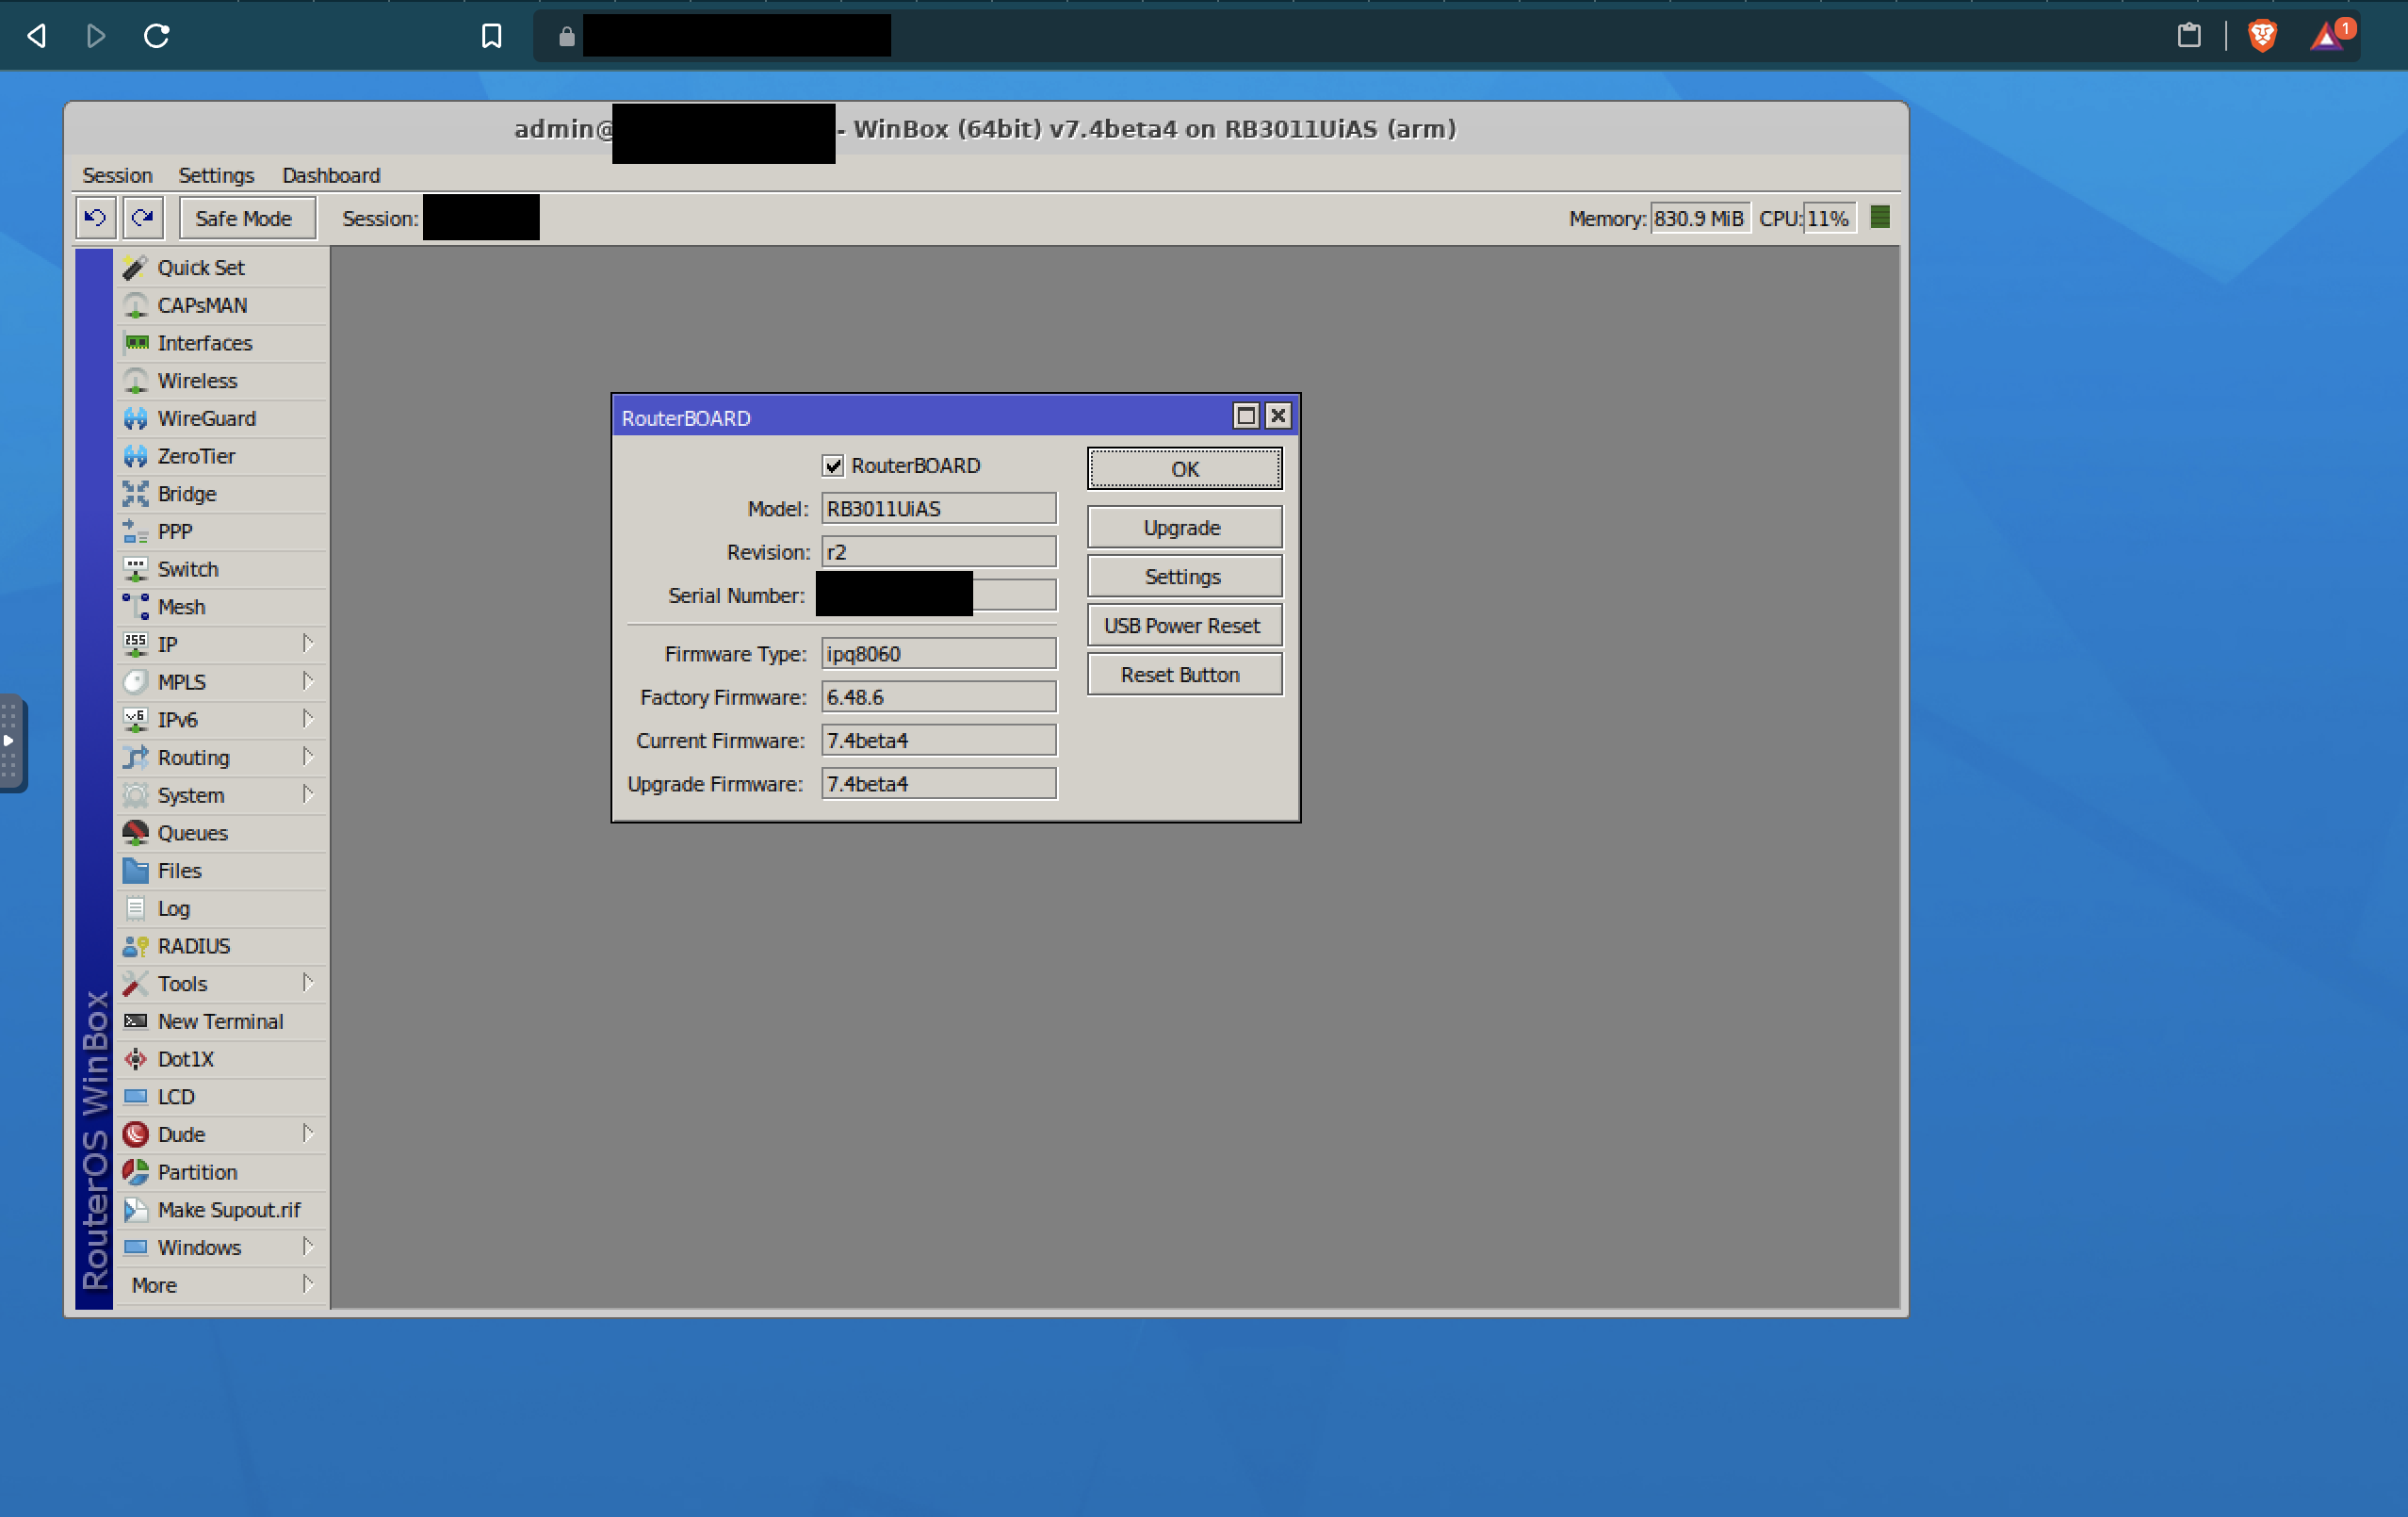 1
admin@ - WinBox (64bit) v7.4beta4 on RB3011UiAS (arm)
Session Settings Dashboard
Safe Mode Session: Memory: 830.9 MiB CPU: 11%
Quick Set
CAPsMAN
Interfaces
Wireless
WireGuard
ZeroTier
Bridge
PPP
Switch
Mesh
255 IP
MPLS
v6 IPv6
Routing
System
Queues
Files
Log
RADIUS
Tools
New Terminal
Dot1X
LCD
Dude
Partition
Make Supout.rif
Windows
More
RouterOS WinBox
RouterBOARD
RouterBOARD
Model: RB3011UiAS
Revision: r2
Serial Number:
Firmware Type: ipq8060
Factory Firmware: 6.48.6
Current Firmware: 7.4beta4
Upgrade Firmware: 7.4beta4
OK
Upgrade
Settings
USB Power Reset
Reset Button